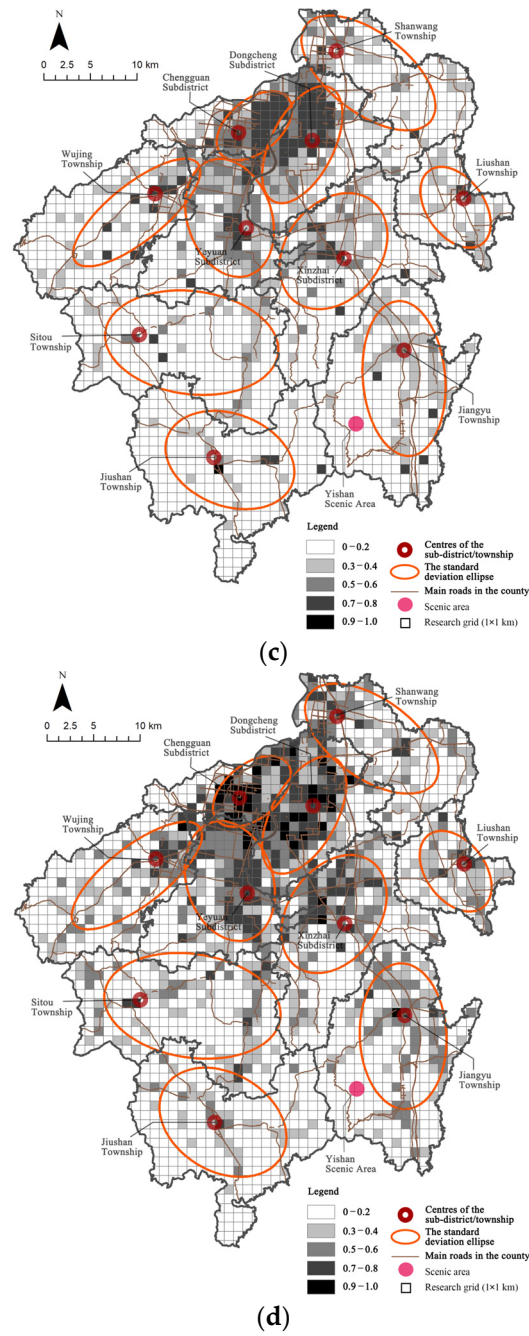 N
0 2.5 5 10 km
Shanwang
Township
Dongcheng
Subdistrict
Chengguan
Subdistrict
Wujing
Township
Liushan
Township
Yeyuan
Subdistrict
Xinzhai
Subdistrict
Sitou
Township
Jiangyu
Township
Jiushan
Township
Yishan
Scenic Area
Legend
0－0.2
0.3－0.4
0.5－0.6
0.7－0.8
0.9－1.0
Centres of the
sub-district/township
The standard
deviation ellipse
Main roads in the county
Scenic area
Research grid (1×1 km)
(c)
N
0 2.5 5 10 km
Shanwang
Township
Dongcheng
Subdistrict
Chengguan
Subdistrict
Wujing
Township
Liushan
Township
Yeyuan
Subdistrict
Xinzhai
Subdistrict
Sitou
Township
Jiangyu
Township
Jiushan
Township
Yishan
Scenic Area
Legend
0－0.2
0.3－0.4
0.5－0.6
0.7－0.8
0.9－1.0
Centres of the
sub-district/township
The standard
deviation ellipse
Main roads in the county
Scenic area
Research grid (1×1 km)
(d)